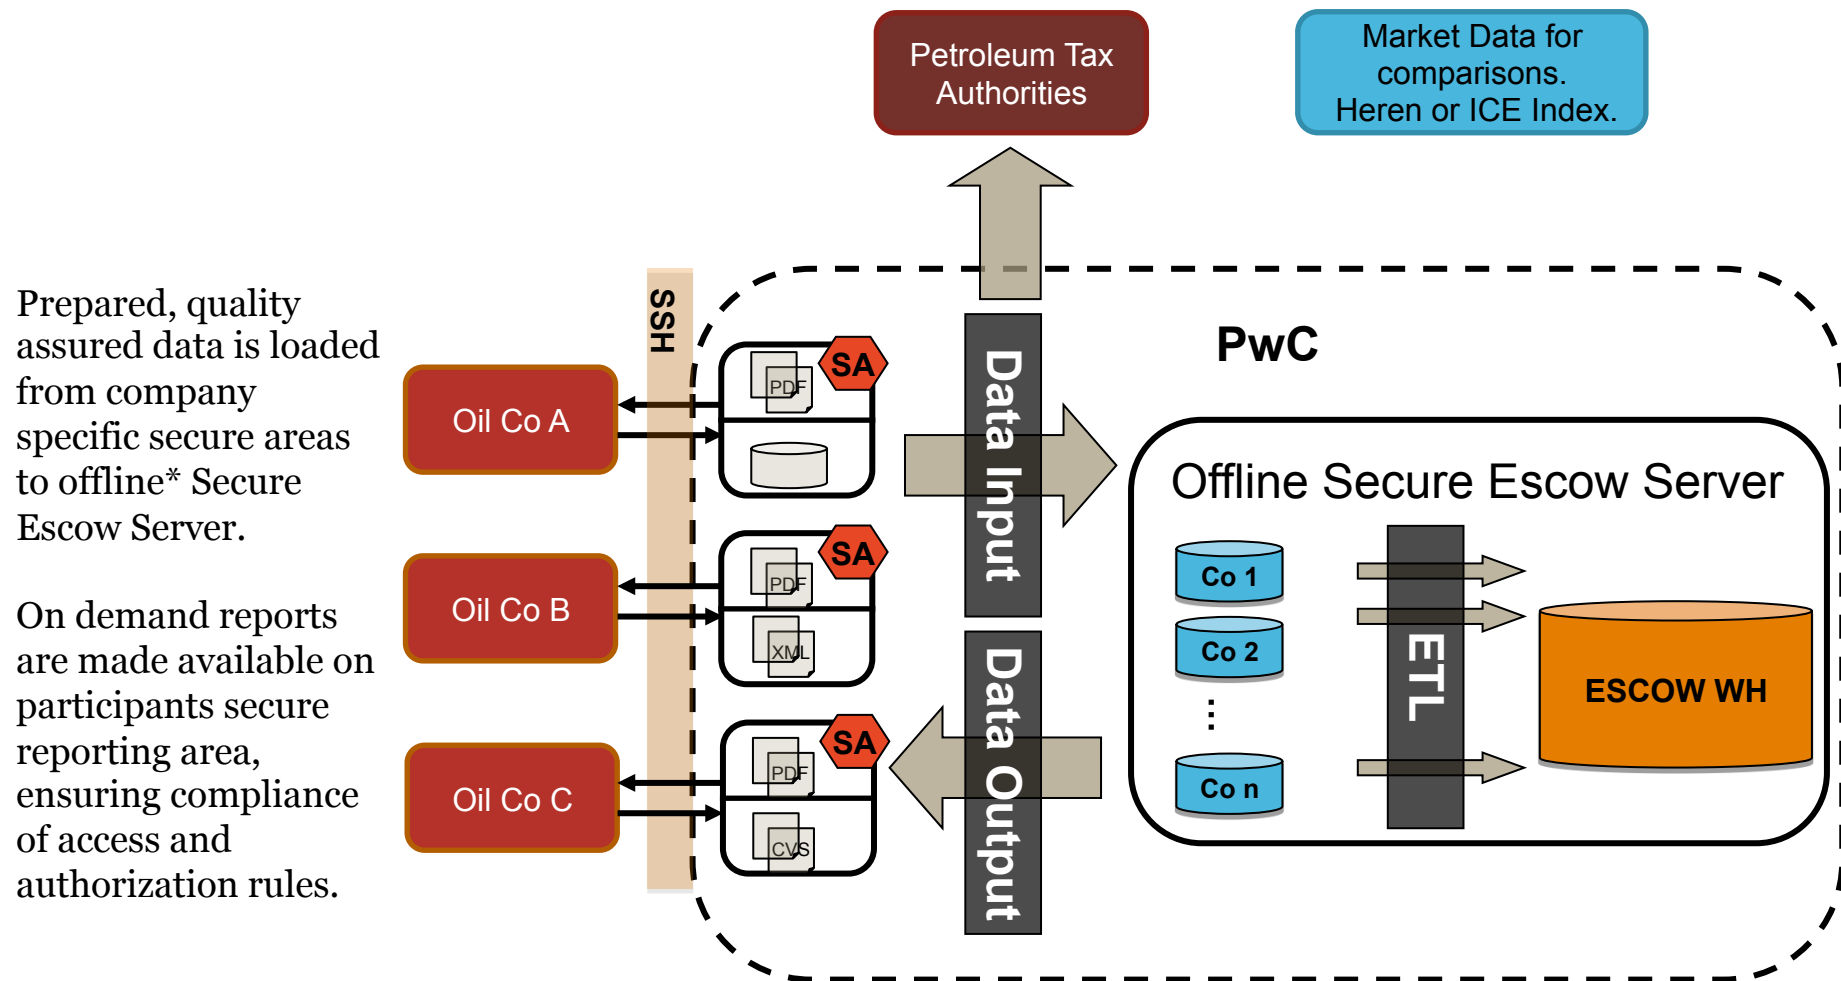 Petroleum Tax
Authorities
Market Data for
comparisons.
Heren or ICE Index.
Prepared, quality
assured data is loaded
from company
specific secure areas
to offline* Secure
Escow Server.
On demand reports
are made available on
participants secure
reporting area,
ensuring compliance
of access and
authorization rules.
SSH
Oil Co A
PDF
SA
Oil Co B
PDF
SA
XML
Oil Co C
PDF
SA
CVS
Data Input
Data Output
PwC
Offline Secure Escow Server
Co 1
Co 2
...
Co n
ETL
ESCOW WH